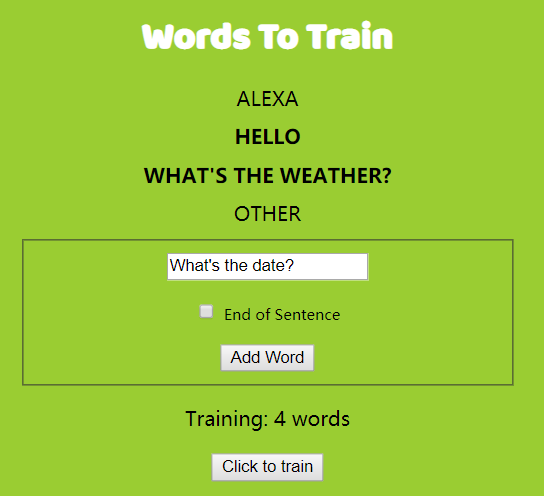 Words To Train
ALEXA
HELLO
WHAT'S THE WEATHER?
OTHER
What's the date?
End of Sentence
Add Word
Training: 4 words
Click to train